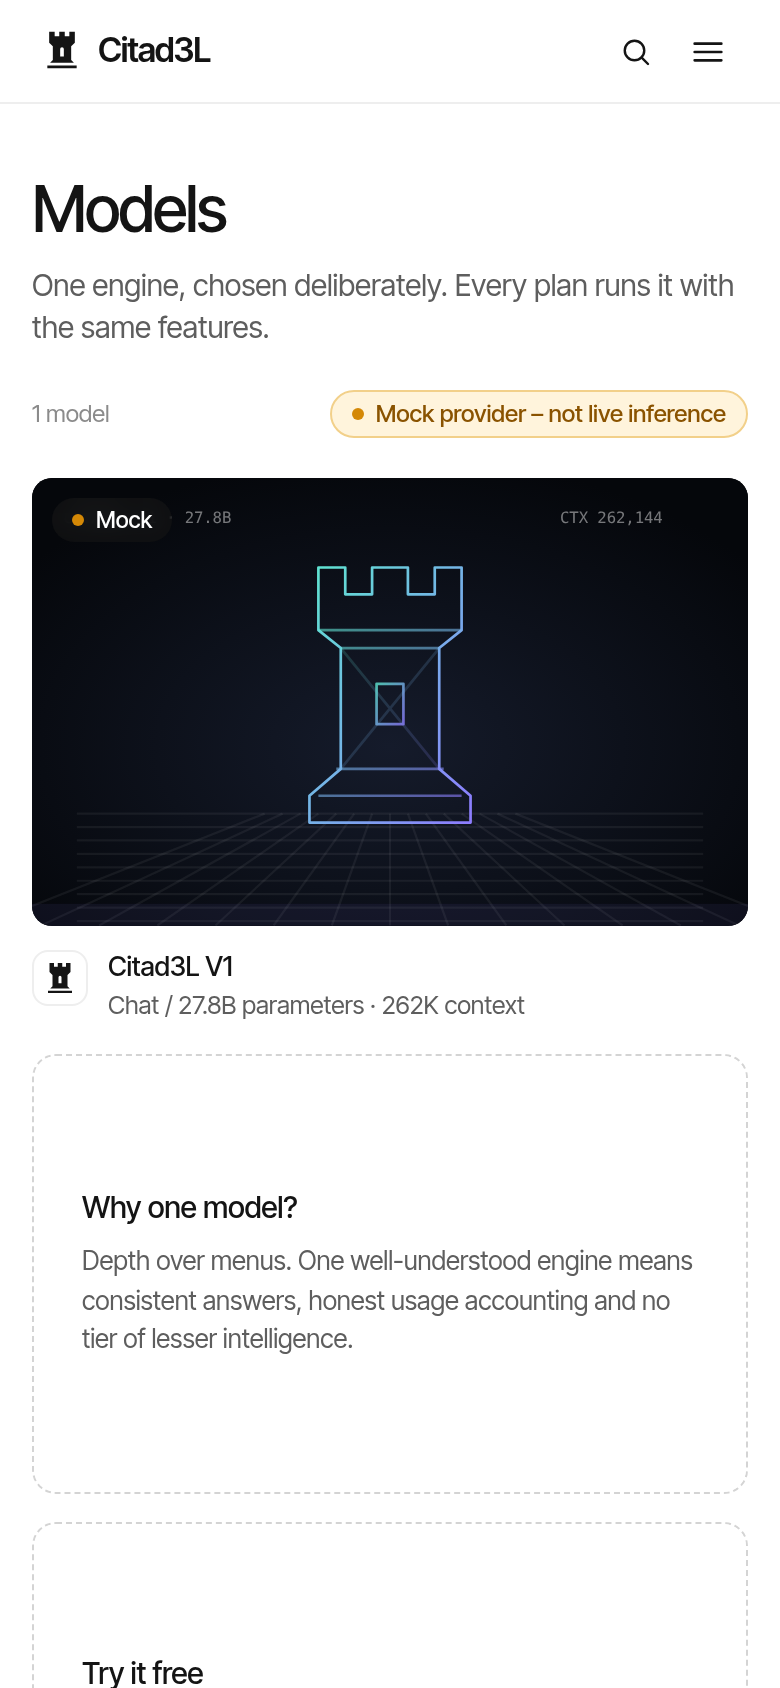 Citad3L
Models
One engine, chosen deliberately. Every plan runs it with
the same features.
1 model
Mock provider – not live inference
Mock
27.8B
CTX 262,144
Citad3L V1
Chat / 27.8B parameters · 262K context
Why one model?
Depth over menus. One well-understood engine means
consistent answers, honest usage accounting and no
tier of lesser intelligence.
Try it free